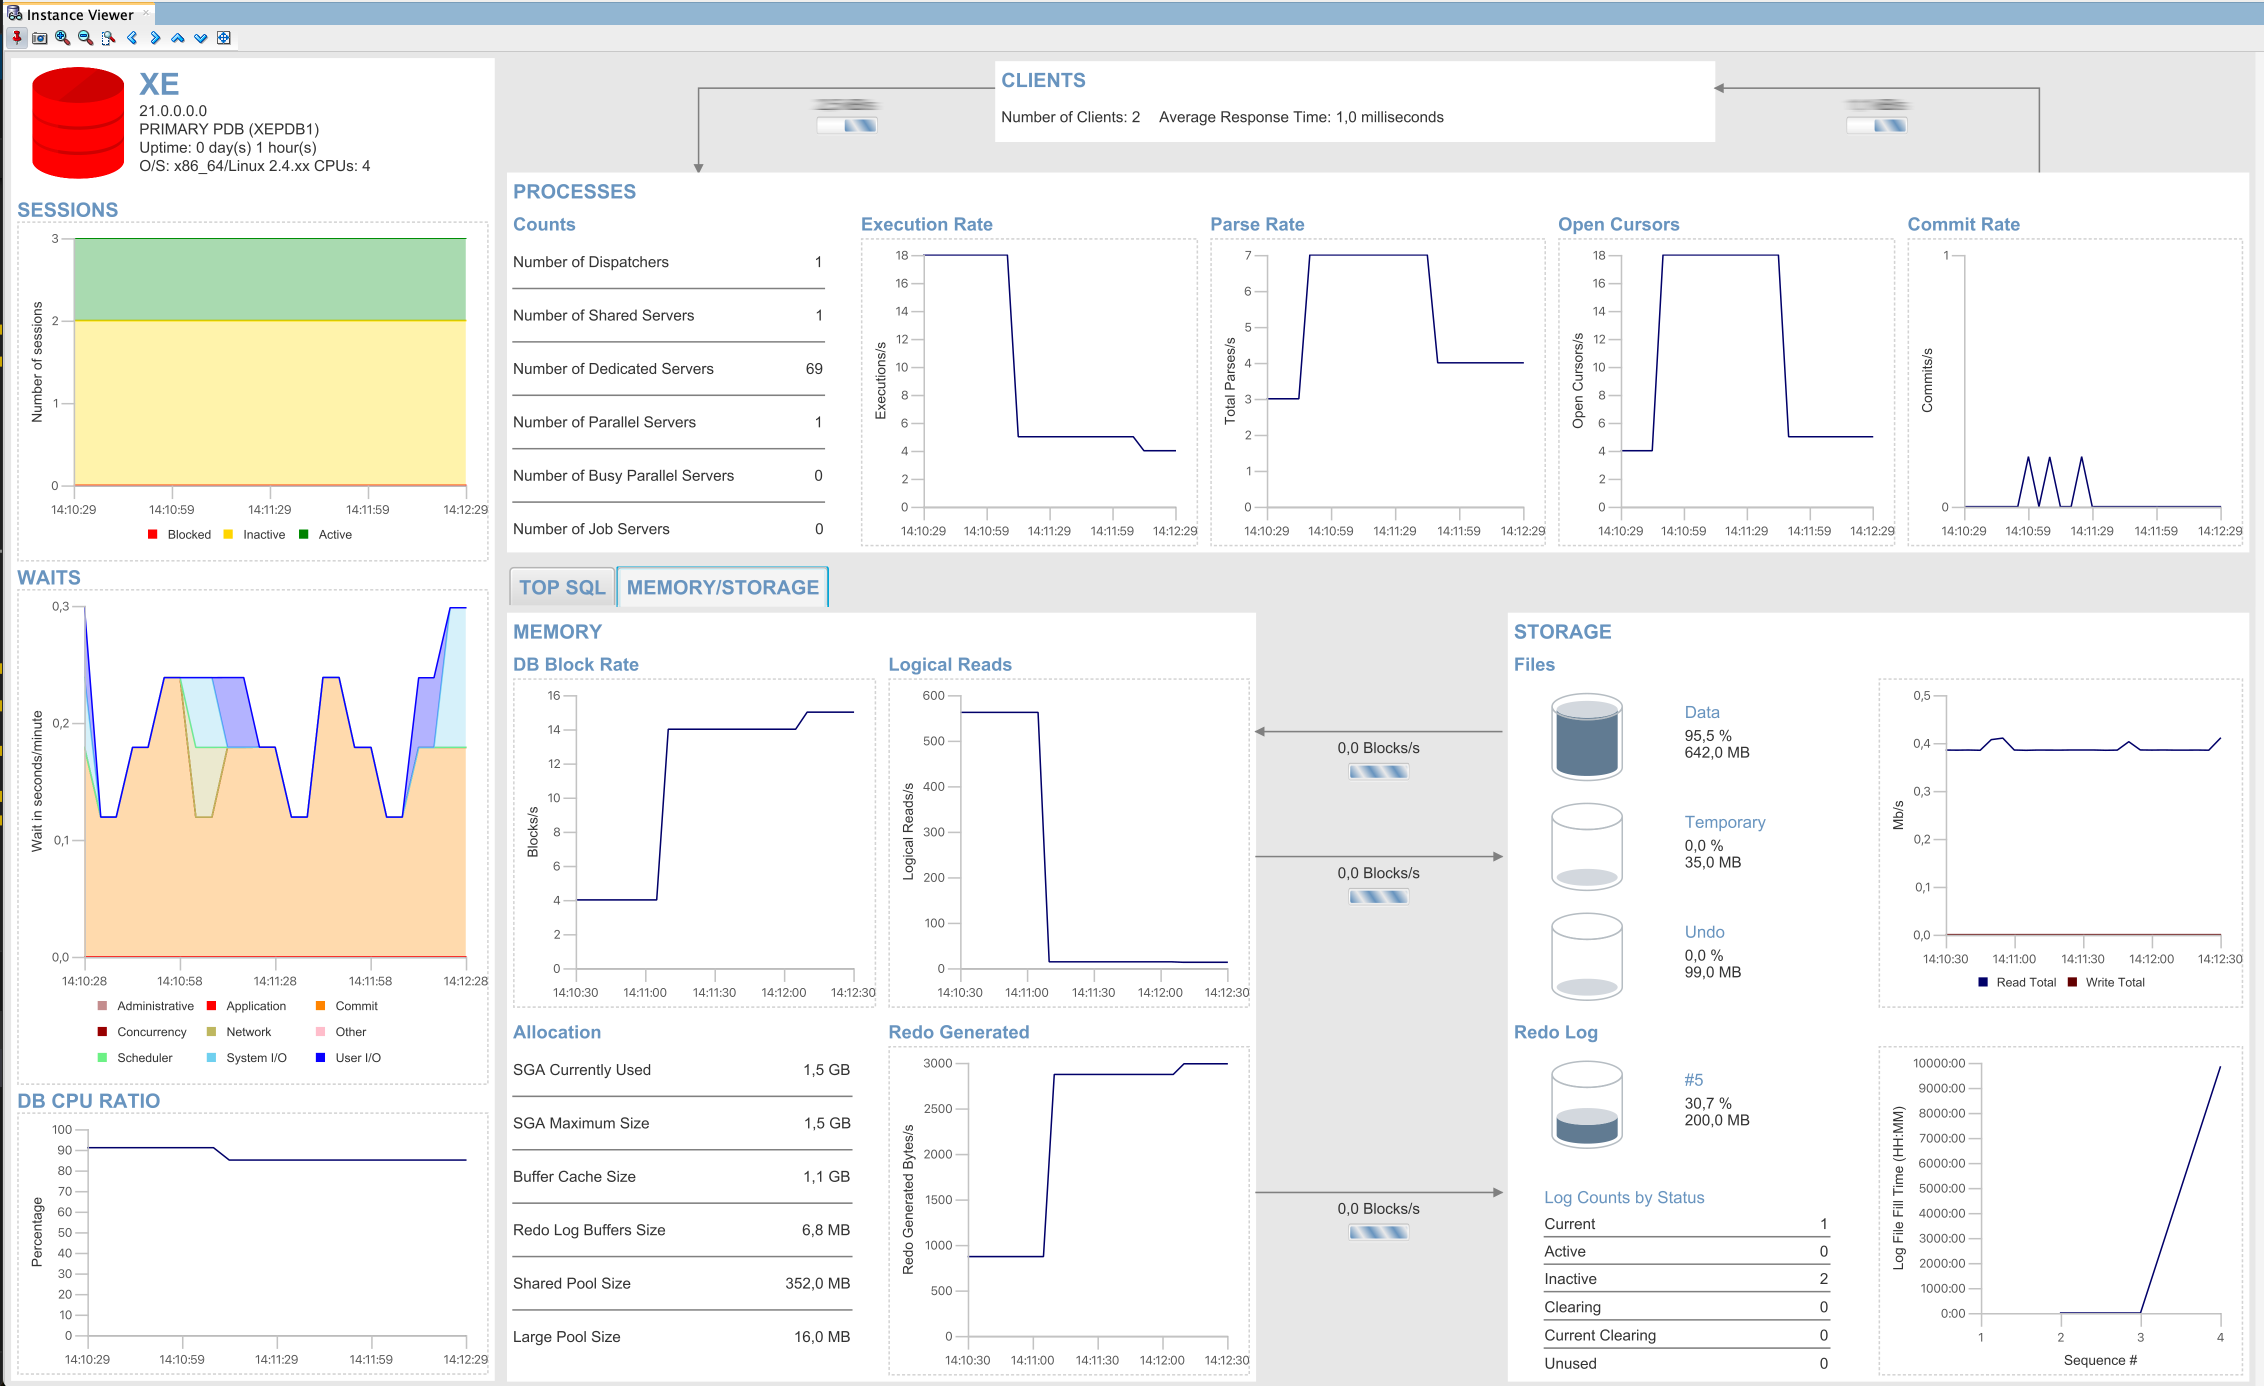 Instance Viewer
XE
21.0.0.0.0
PRIMARY PDB (XEPDB1)
Uptime: 0 day(s) 1 hour(s)
O/S: x86_64/Linux 2.4.xx CPUs: 4
SESSIONS
Number of sessions
3
2
1
0
14:10:29 14:10:59 14:11:29 14:11:59 14:12:29
Blocked Inactive Active
WAITS
Wait in seconds/minute
0,3
0,2
0,1
0,0
14:10:28 14:10:58 14:11:28 14:11:58 14:12:28
Administrative Application Commit
Concurrency Network Other
Scheduler System I/O User I/O
DB CPU RATIO
Percentage
100
90
80
70
60
50
40
30
20
10
0
14:10:29 14:10:59 14:11:29 14:11:59 14:12:29
CLIENTS
Number of Clients: 2 Average Response Time: 1,0 milliseconds
PROCESSES
Counts
Number of Dispatchers 1
Number of Shared Servers 1
Number of Dedicated Servers 69
Number of Parallel Servers 1
Number of Busy Parallel Servers 0
Number of Job Servers 0
Execution Rate
Executions/s
18
16
14
12
10
8
6
4
2
0
14:10:29 14:10:59 14:11:29 14:11:59 14:12:29
Parse Rate
Total Parses/s
7
6
5
4
3
2
1
0
14:10:29 14:10:59 14:11:29 14:11:59 14:12:29
Open Cursors
Open Cursors/s
18
16
14
12
10
8
6
4
2
0
14:10:29 14:10:59 14:11:29 14:11:59 14:12:29
Commit Rate
Commits/s
1
0
14:10:29 14:10:59 14:11:29 14:11:59 14:12:29
TOP SQL MEMORY/STORAGE
MEMORY
DB Block Rate
Blocks/s
16
14
12
10
8
6
4
2
0
14:10:30 14:11:00 14:11:30 14:12:00 14:12:30
Logical Reads
Logical Reads/s
600
500
400
300
200
100
0
14:10:30 14:11:00 14:11:30 14:12:00 14:12:30
Allocation
SGA Currently Used 1,5 GB
SGA Maximum Size 1,5 GB
Buffer Cache Size 1,1 GB
Redo Log Buffers Size 6,8 MB
Shared Pool Size 352,0 MB
Large Pool Size 16,0 MB
Redo Generated
Redo Generated Bytes/s
3000
2500
2000
1500
1000
500
0
14:10:30 14:11:00 14:11:30 14:12:00 14:12:30
0,0 Blocks/s
0,0 Blocks/s
0,0 Blocks/s
STORAGE
Files
Data
95,5 %
642,0 MB
Temporary
0,0 %
35,0 MB
Undo
0,0 %
99,0 MB
Mb/s
0,5
0,4
0,3
0,2
0,1
0,0
14:10:30 14:11:00 14:11:30 14:12:00 14:12:30
Read Total Write Total
Redo Log
#5
30,7 %
200,0 MB
Log Counts by Status
Current 1
Active 0
Inactive 2
Clearing 0
Current Clearing 0
Unused 0
Log File Fill Time (HH:MM)
10000:00
9000:00
8000:00
7000:00
6000:00
5000:00
4000:00
3000:00
2000:00
1000:00
0:00
1 2 3 4
Sequence #